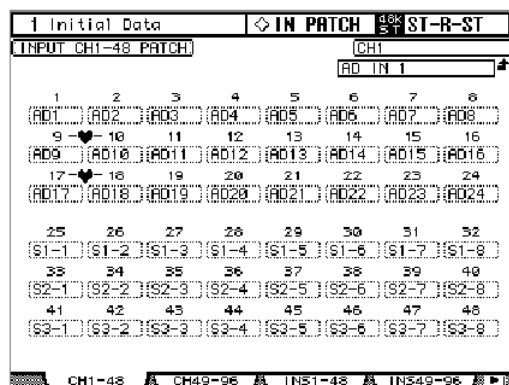 1 Initial Data ◇ IN PATCH 48K ST ST-R-ST
INPUT CH1-48 PATCH CH1
AD IN 1
1 2 3 4 5 6 7 8
AD1 AD2 AD3 AD4 AD5 AD6 AD7 AD8
9 -♥- 10 11 12 13 14 15 16
AD9 AD10 AD11 AD12 AD13 AD14 AD15 AD16
17 -♥- 18 19 20 21 22 23 24
AD17 AD18 AD19 AD20 AD21 AD22 AD23 AD24
25 26 27 28 29 30 31 32
S1-1 S1-2 S1-3 S1-4 S1-5 S1-6 S1-7 S1-8
33 34 35 36 37 38 39 40
S2-1 S2-2 S2-3 S2-4 S2-5 S2-6 S2-7 S2-8
41 42 43 44 45 46 47 48
S3-1 S3-2 S3-3 S3-4 S3-5 S3-6 S3-7 S3-8
CH1-48 CH49-96 INS1-48 INS49-96